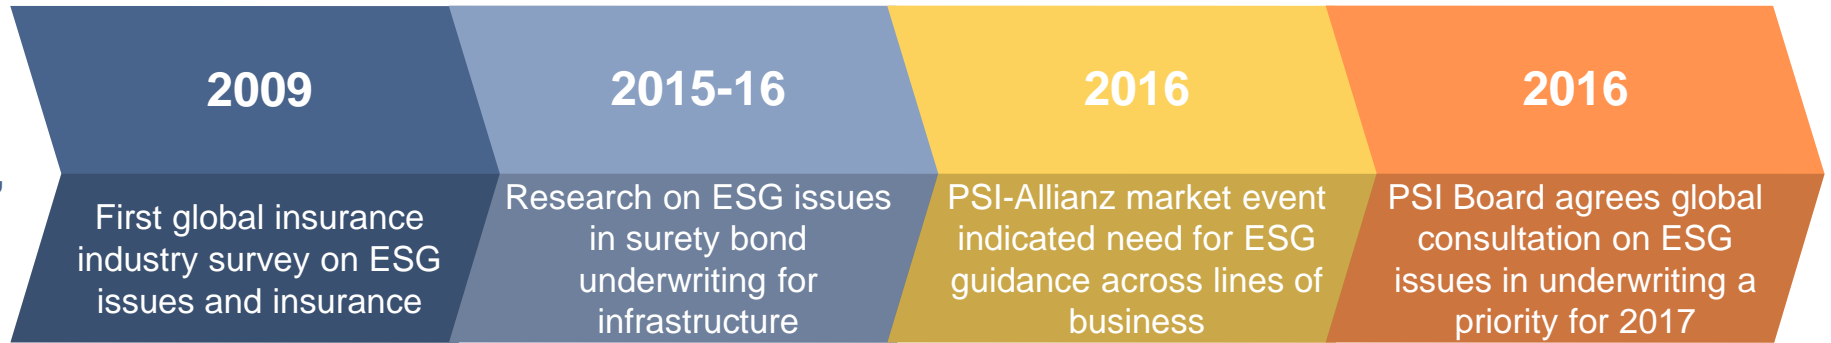 2009
First global insurance
industry survey on ESG
issues and insurance
2015-16
Research on ESG issues
in surety bond
underwriting for
infrastructure
2016
PSI-Allianz market event
indicated need for ESG
guidance across lines of
business
2016
PSI Board agrees global
consultation on ESG
issues in underwriting a
priority for 2017